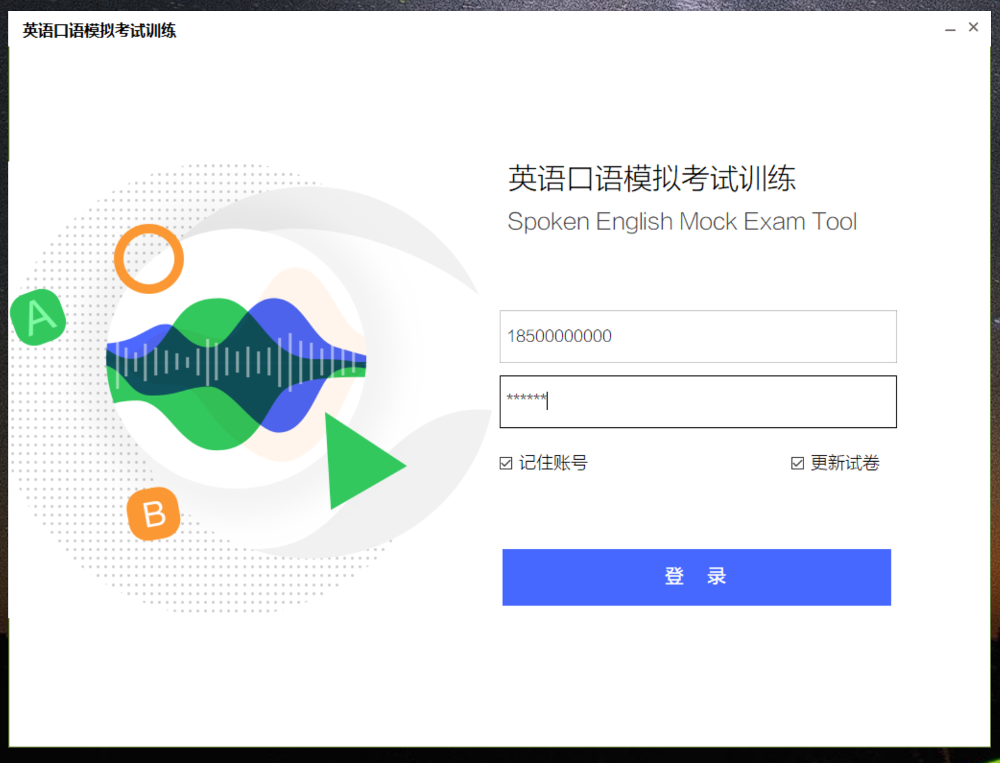 英语口语模拟考试训练
英语口语模拟考试训练
Spoken English Mock Exam Tool
A
18500000000
******
记住账号
更新试卷
B
登 录